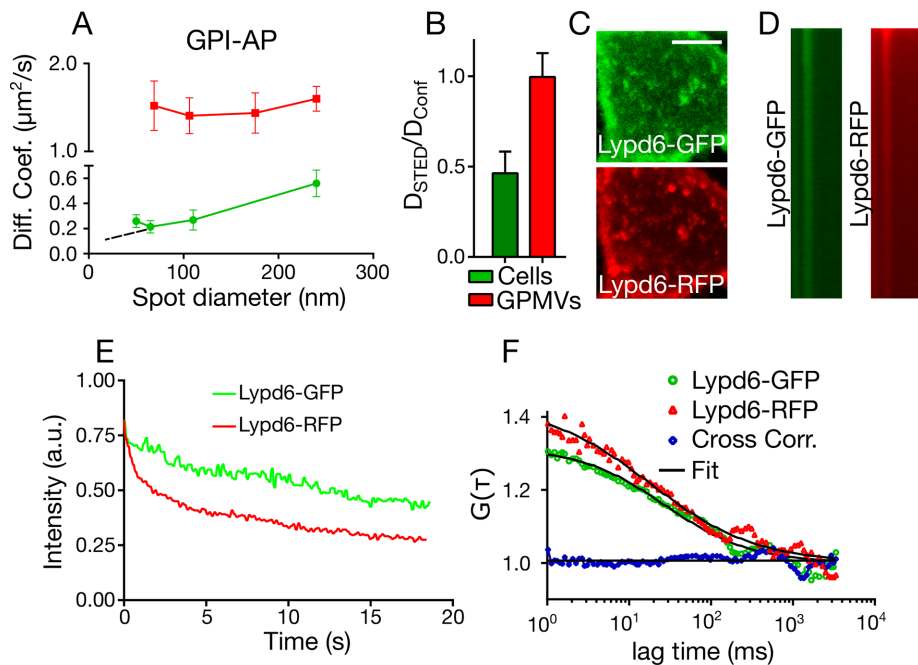 A
GPI-AP
Diff. Coef. (μm²/s)
2.0
1.0
0.6
0.4
0.2
0.0
0
100
200
300
Spot diameter (nm)
B
D_STED/D_Conf
1.0
0.5
0.0
Cells
GPMVs
C
Lypd6-GFP
Lypd6-RFP
D
Lypd6-GFP
Lypd6-RFP
E
Intensity (a.u.)
1.00
0.75
0.50
0.25
0.00
0
5
10
15
20
Time (s)
Lypd6-GFP
Lypd6-RFP
F
Lypd6-GFP
Lypd6-RFP
Cross Corr.
Fit
G(τ)
1.4
1.2
1.0
10⁰
10¹
10²
10³
10⁴
lag time (ms)